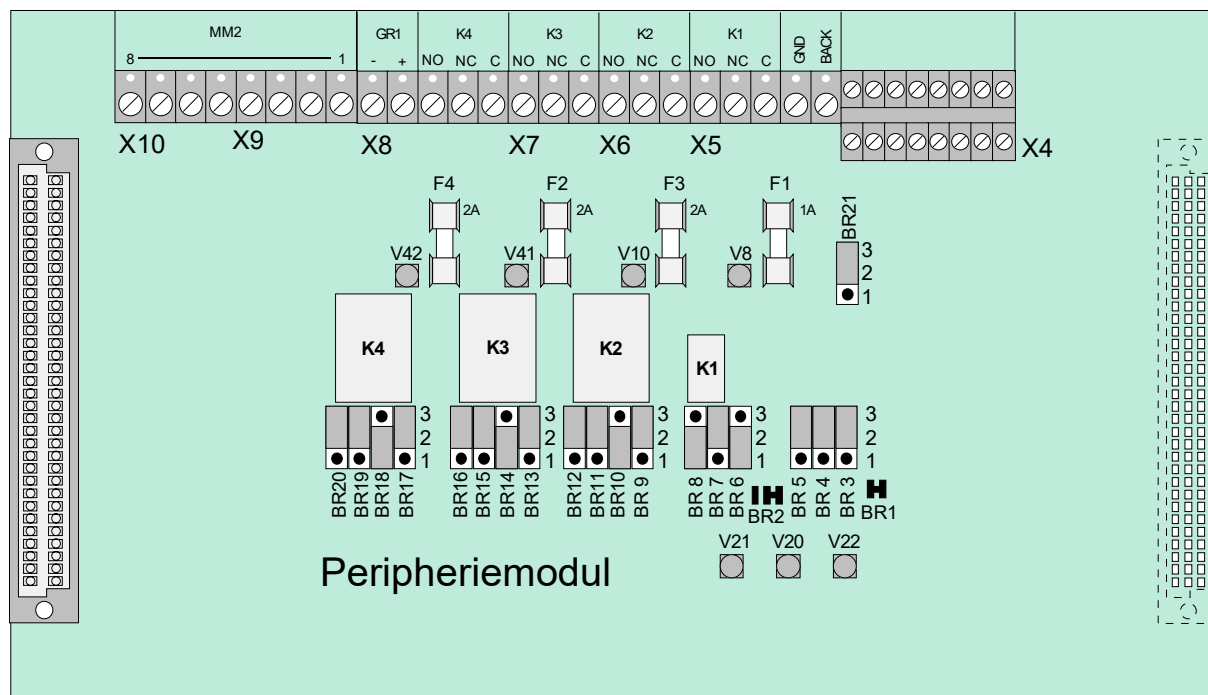 MM2 GR1 K4 K3 K2 K1 GND BACK
8 1 - + NO NC C NO NC C NO NC C NO NC C
X10 X9 X8 X7 X6 X5 X4
F4 F2 F3 F1
2A 2A 2A 1A BR21
V42 V41 V10 V8 3
2
1
K4 K3 K2 K1
3 3 3 3 3
2 2 2 2 2
1 1 1 1 1
BR20 BR19 BR18 BR17 BR16 BR15 BR14 BR13 BR12 BR11 BR10 BR 9 BR 8 BR 7 BR 6 BR2 BR 5 BR 4 BR 3 BR1
V21 V20 V22
Peripheriemodul